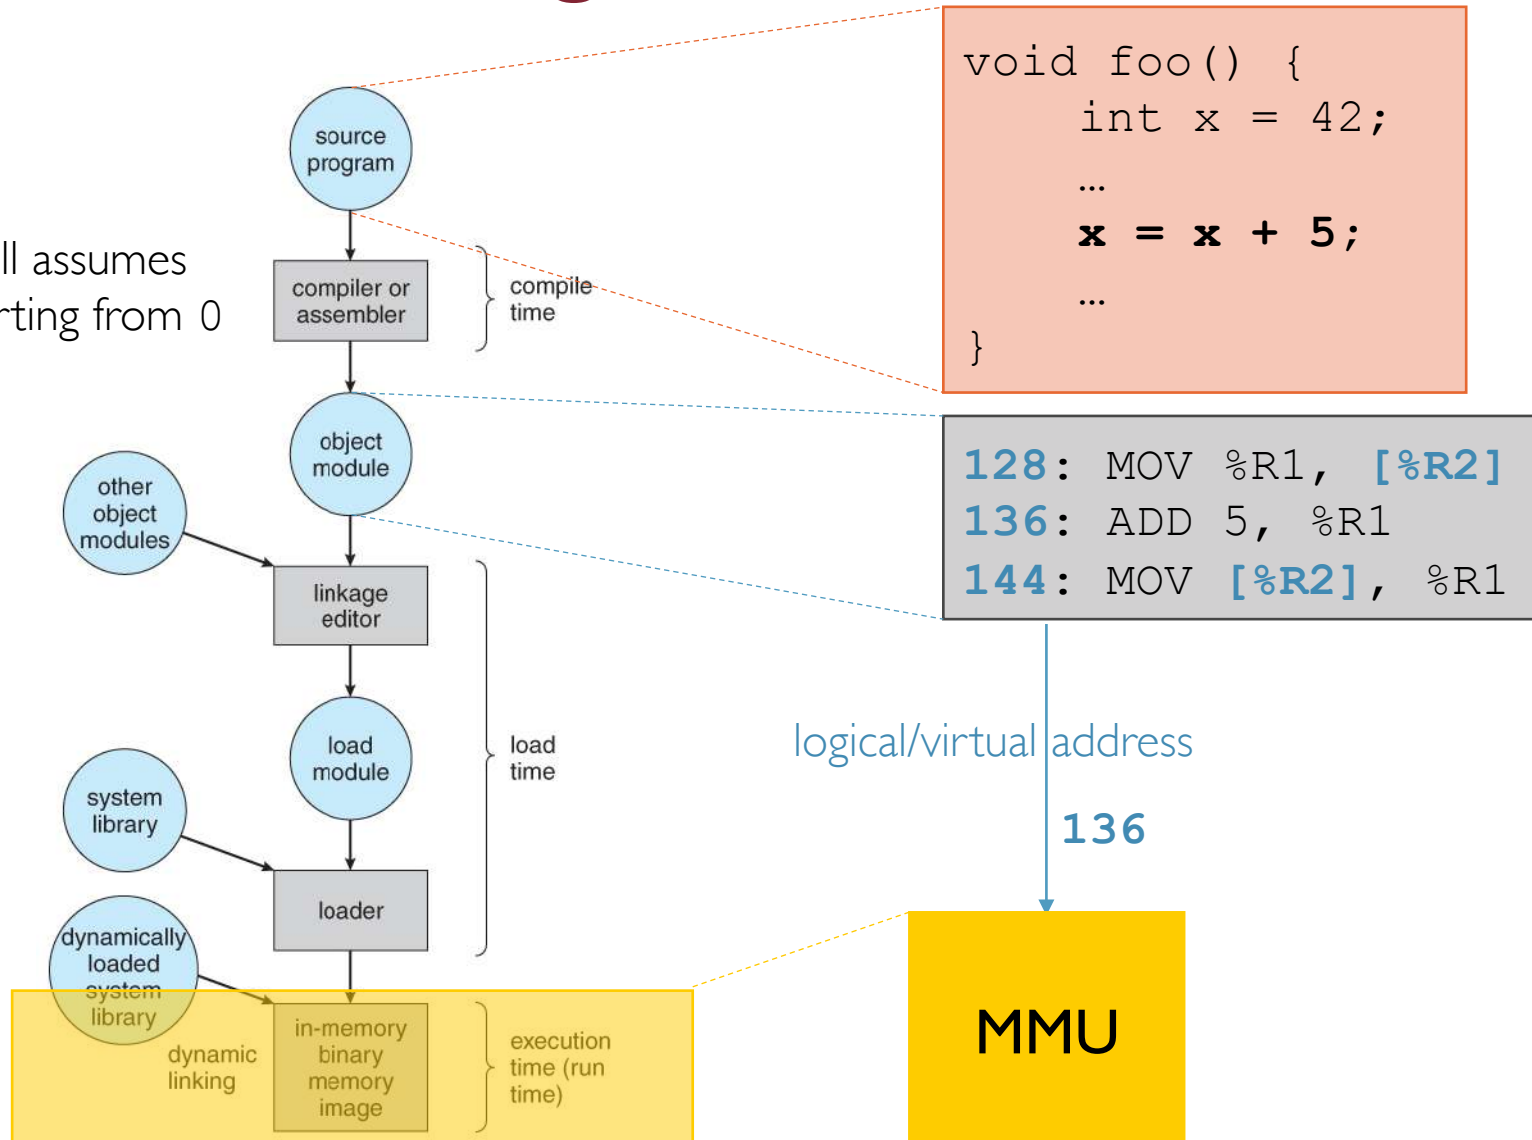 source
program
ll assumes
rting from 0
compiler or
assembler
compile
time
object
module
other
object
modules
linkage
editor
load
module
load
time
system
library
loader
dynamically
loaded
system
library
dynamic
linking
in-memory
binary
memory
image
execution
time (run
time)
void foo() {
int x = 42;
…
x = x + 5;
…
}
128: MOV %R1, [%R2]
136: ADD 5, %R1
144: MOV [%R2], %R1
logical/virtual address
136
MMU